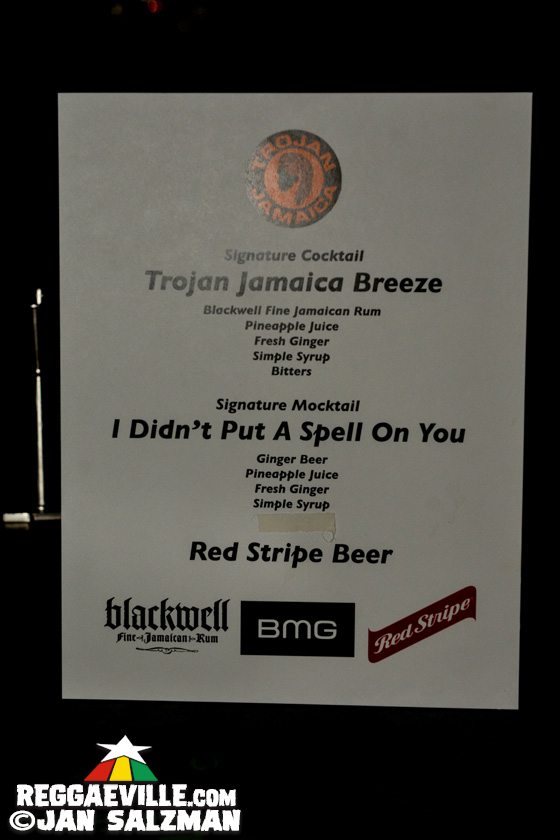 TROJAN
JAMAICA
Signature Cocktail
Trojan Jamaica Breeze
Blackwell Fine Jamaican Rum
Pineapple Juice
Fresh Ginger
Simple Syrup
Bitters
Signature Mocktail
I Didn't Put A Spell On You
Ginger Beer
Pineapple Juice
Fresh Ginger
Simple Syrup
Red Stripe Beer
blackwell
Fine Jamaican Rum
BMG
Red Stripe
REGGAEVILLE.COM
©JAN SALZMAN